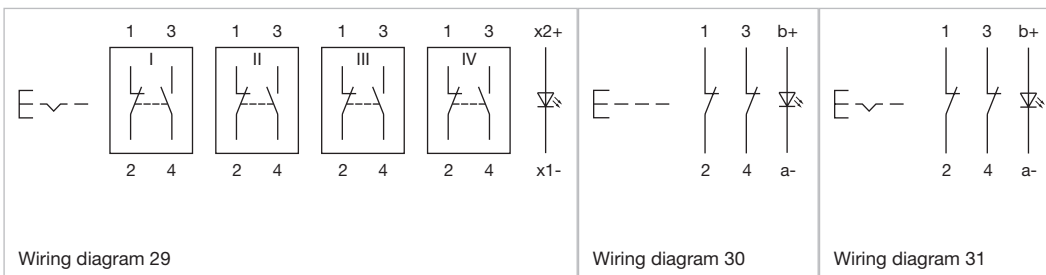 1 3 1 3 1 3 1 3 x2+
I II III IV
2 4 2 4 2 4 2 4 x1-
Wiring diagram 29
1 3 b+
2 4 a-
Wiring diagram 30
1 3 b+
2 4 a-
Wiring diagram 31